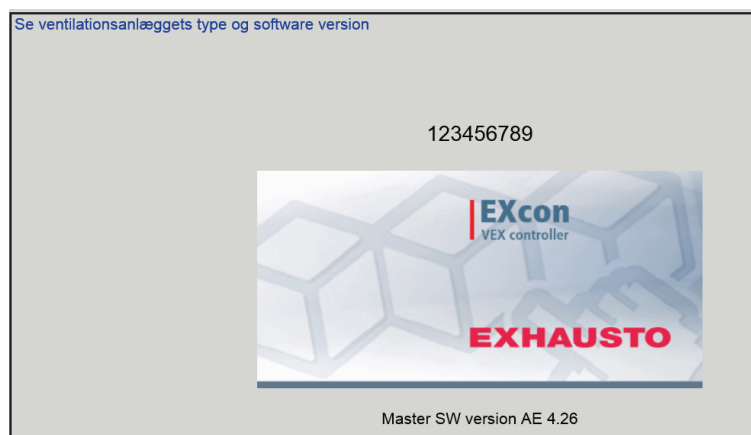 Se ventilationsanlæggets type og software version
123456789
EXcon
VEX controller
EXHAUSTO
Master SW version AE 4.26